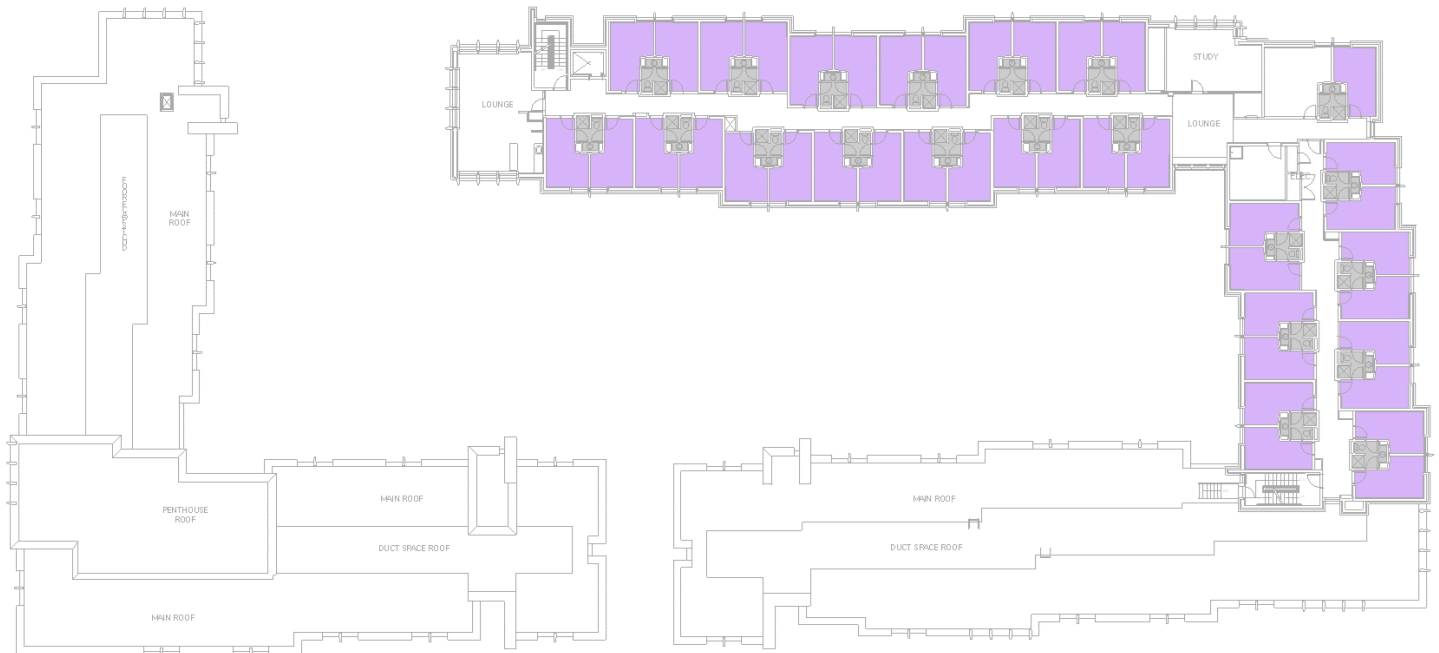 STUDY
LOUNGE
LOUNGE
ELEC
MAIN
ROOF
MAIN ROOF
PENTHOUSE
ROOF
DUCT SPACE ROOF
MAIN ROOF
MAIN ROOF
DUCT SPACE ROOF